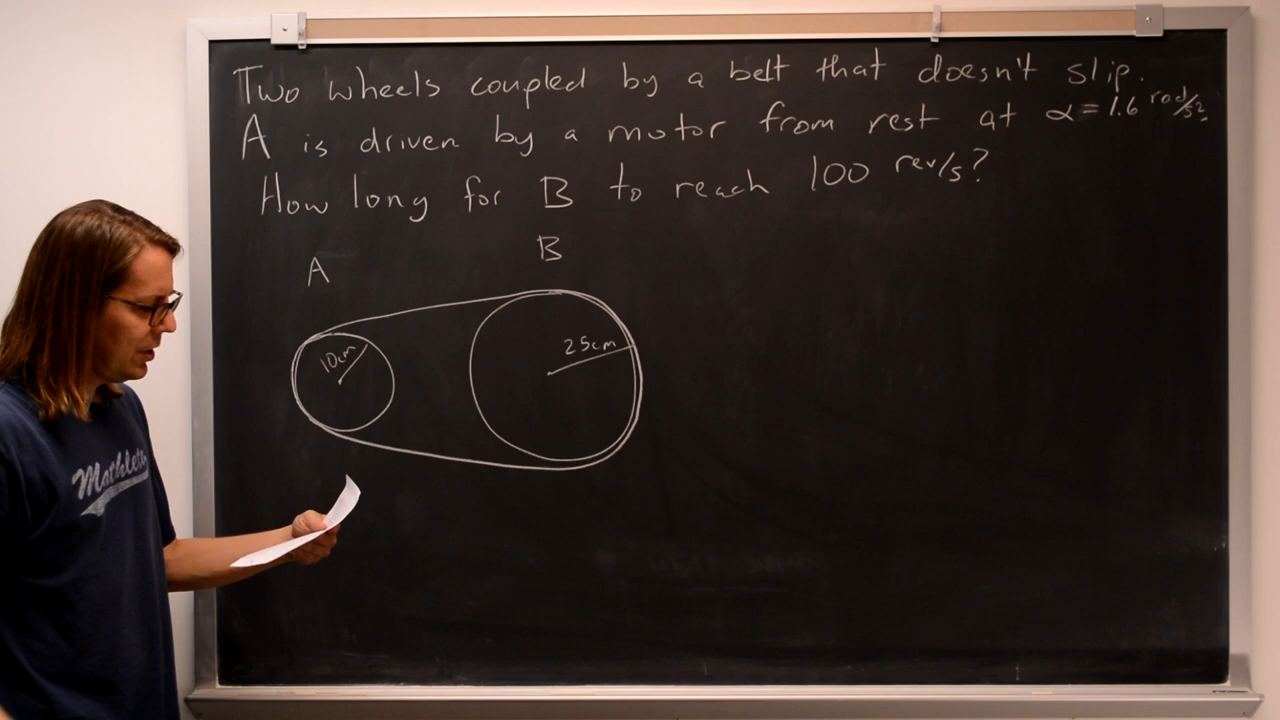 Two wheels coupled by a belt that doesn't slip.
A is driven by a motor from rest at α = 1.6 rad/s².
How long for B to reach 100 rev/s?
A
B
10cm
25cm
Mathlete